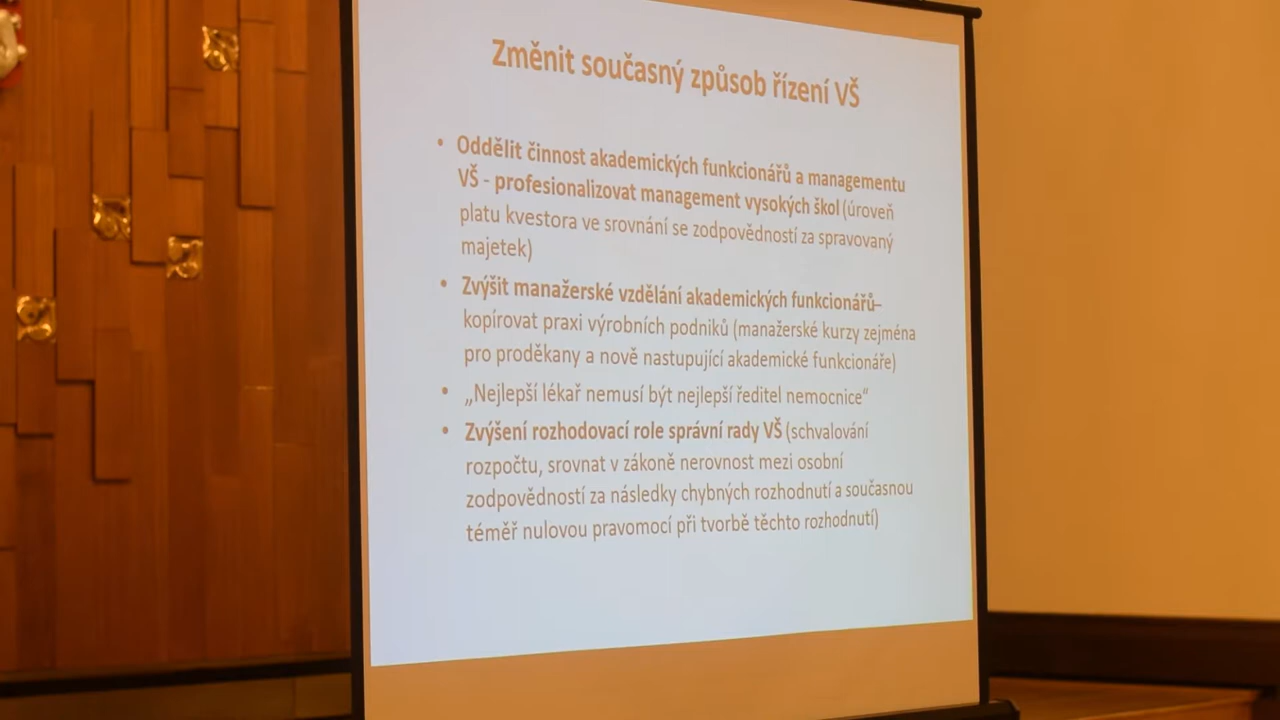 Změnit současný způsob řízení VŠ
• Oddělit činnost akademických funkcionářů a managementu
VŠ - profesionalizovat management vysokých škol (úroveň
platu kvestora ve srovnání se zodpovědností za spravovaný
majetek)
• Zvýšit manažerské vzdělání akademických funkcionářů–
kopírovat praxi výrobních podniků (manažerské kurzy zejména
pro proděkany a nově nastupující akademické funkcionáře)
• „Nejlepší lékař nemusí být nejlepší ředitel nemocnice“
• Zvýšení rozhodovací role správní rady VŠ (schvalování
rozpočtu, srovnat v zákoně nerovnost mezi osobní
zodpovědností za následky chybných rozhodnutí a současnou
téměř nulovou pravomocí při tvorbě těchto rozhodnutí)